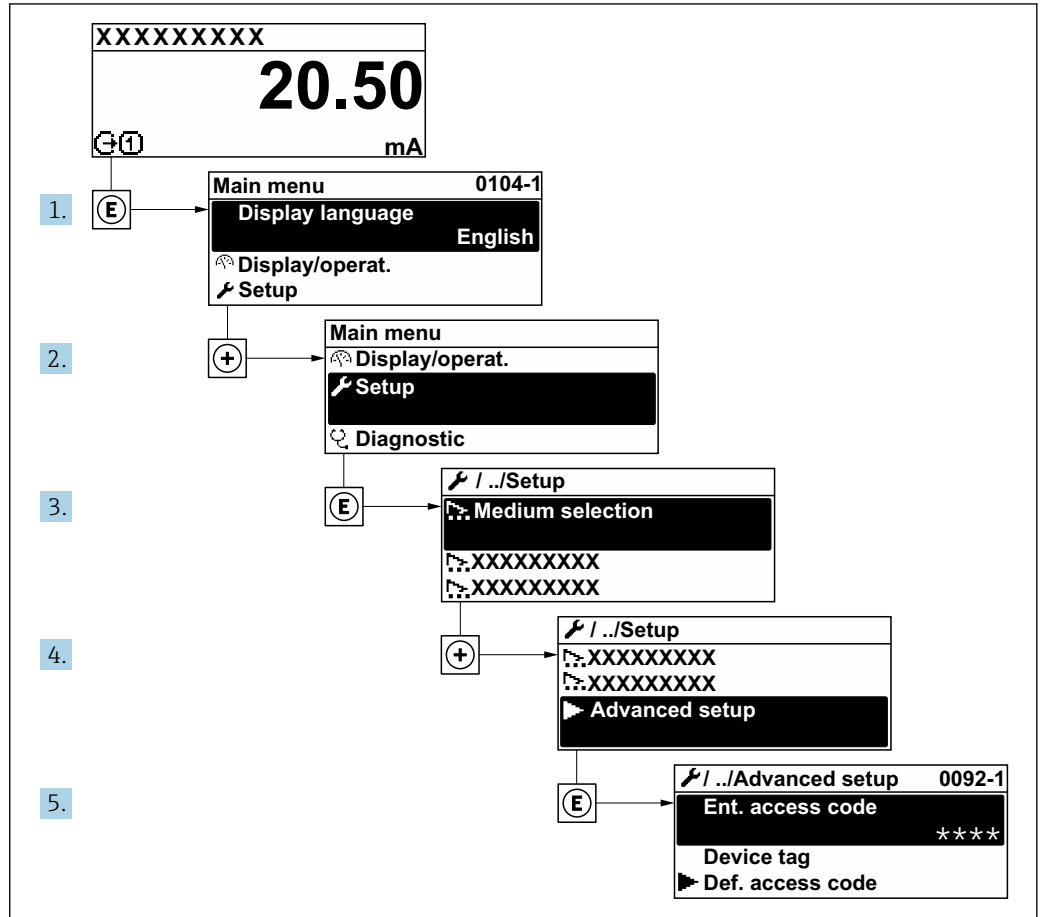 XXXXXXXXX
20.50
1 mA
1. E
Main menu 0104-1
Display language
English
Display/operat.
Setup
2. +
Main menu
Display/operat.
Setup
Diagnostic
3. E
/ ../Setup
Medium selection
XXXXXXXXX
XXXXXXXXX
4. +
/ ../Setup
XXXXXXXXX
XXXXXXXXX
Advanced setup
5. E
/ ../Advanced setup 0092-1
Ent. access code
****
Device tag
Def. access code